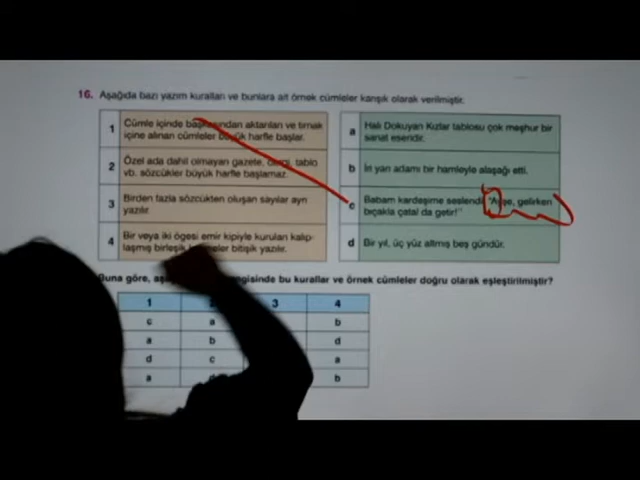 16. Aşağıda bazı yazım kuralları ve bunlara ait örnek cümleler karışık olarak verilmiştir.
1 Cümle içinde başkasından aktarılan ve tırnak
içine alınan cümleler büyük harfle başlar.
2 Özel ada dahil olmayan gazete, dergi, tablo
vb. sözcükler büyük harfle başlamaz.
3 Birden fazla sözcükten oluşan sayılar ayrı
yazılır.
4 Bir veya iki ögesi emir kipiyle kurulan kalıp-
laşmış birleşik kelimeler bitişik yazılır.
a Halı Dokuyan Kızlar tablosu çok meşhur bir
sanat eseridir.
b İri yarı adamı bir hamleyle alaşağı etti.
c Babam kardeşime seslendi: "Ayşe, gelirken
bıçakla çatal da getir!"
d Bir yıl, üç yüz altmış beş gündür.
Buna göre, bu kurallar ve örnek cümleler doğru olarak eşleştirilmiştir?
1 3 4
c a b
a b d
d c a
a d b